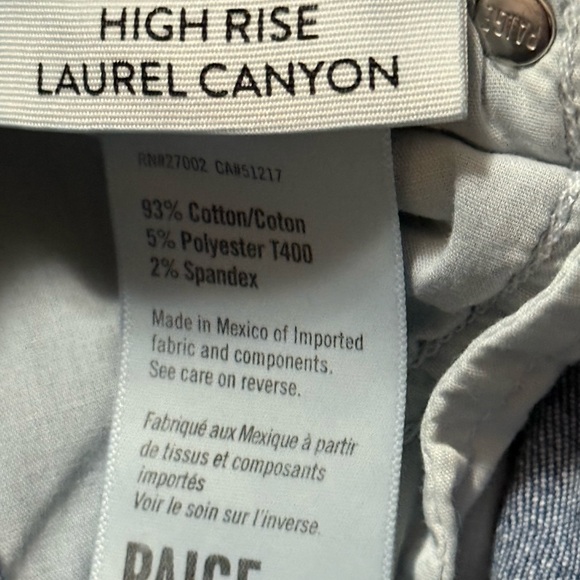 HIGH RISE
LAUREL CANYON
PAIGE
RN#27002 CA#51217
93% Cotton/Coton
5% Polyester T400
2% Spandex
Made in Mexico of Imported
fabric and components.
See care on reverse.
Fabriqué aux Mexique à partir
de tissus et composants
importés
Voir le soin sur l'inverse.
PAIGE